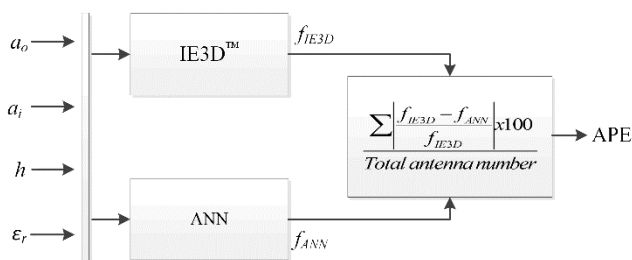 a_o
a_i
h
ε_r
IE3D™
f_IE3D
ANN
f_ANN
∑|(f_IE3D − f_ANN)/f_IE3D|x100
Total antenna number
APE